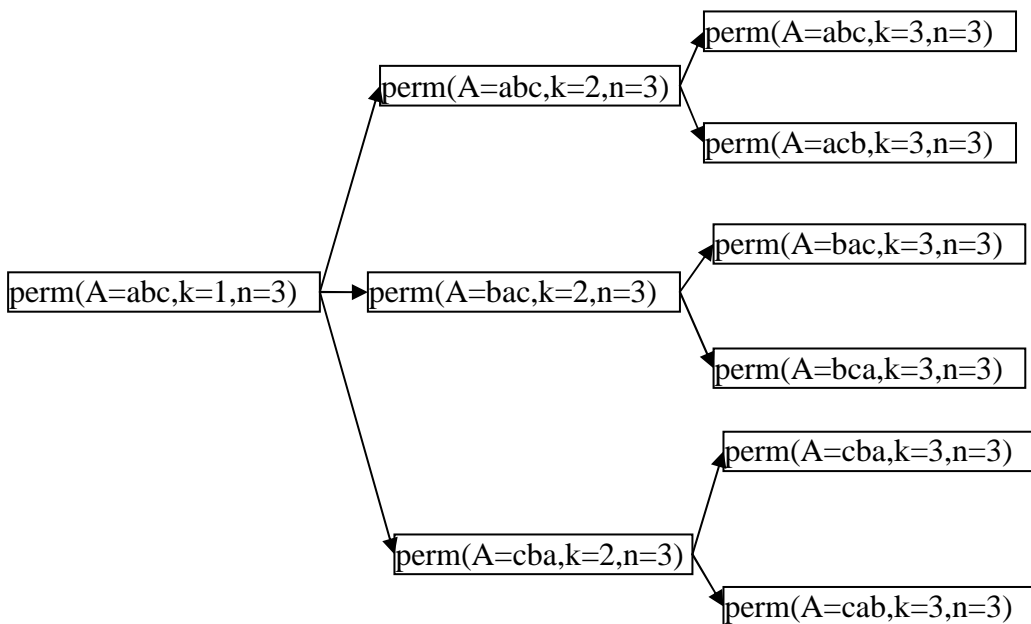 perm(A=abc,k=3,n=3)
perm(A=abc,k=2,n=3)
perm(A=acb,k=3,n=3)
perm(A=bac,k=3,n=3)
perm(A=abc,k=1,n=3)
perm(A=bac,k=2,n=3)
perm(A=bca,k=3,n=3)
perm(A=cba,k=3,n=3)
perm(A=cba,k=2,n=3)
perm(A=cab,k=3,n=3)